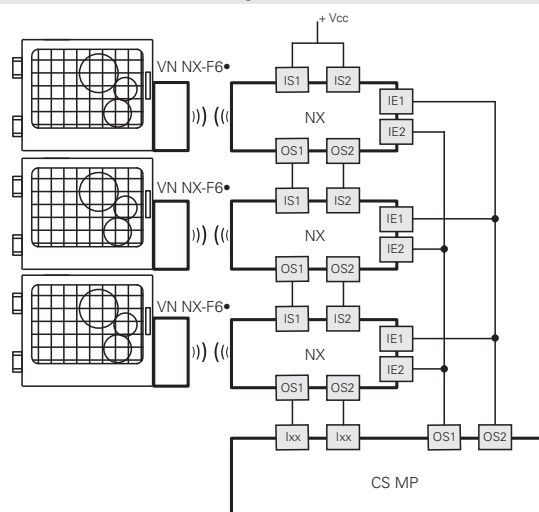 + Vcc
VN NX-F6•
IS1 IS2
IE1
NX
IE2
OS1 OS2
VN NX-F6•
IS1 IS2
IE1
NX
IE2
OS1 OS2
VN NX-F6•
IS1 IS2
IE1
NX
IE2
OS1 OS2
Ixx Ixx OS1 OS2
CS MP